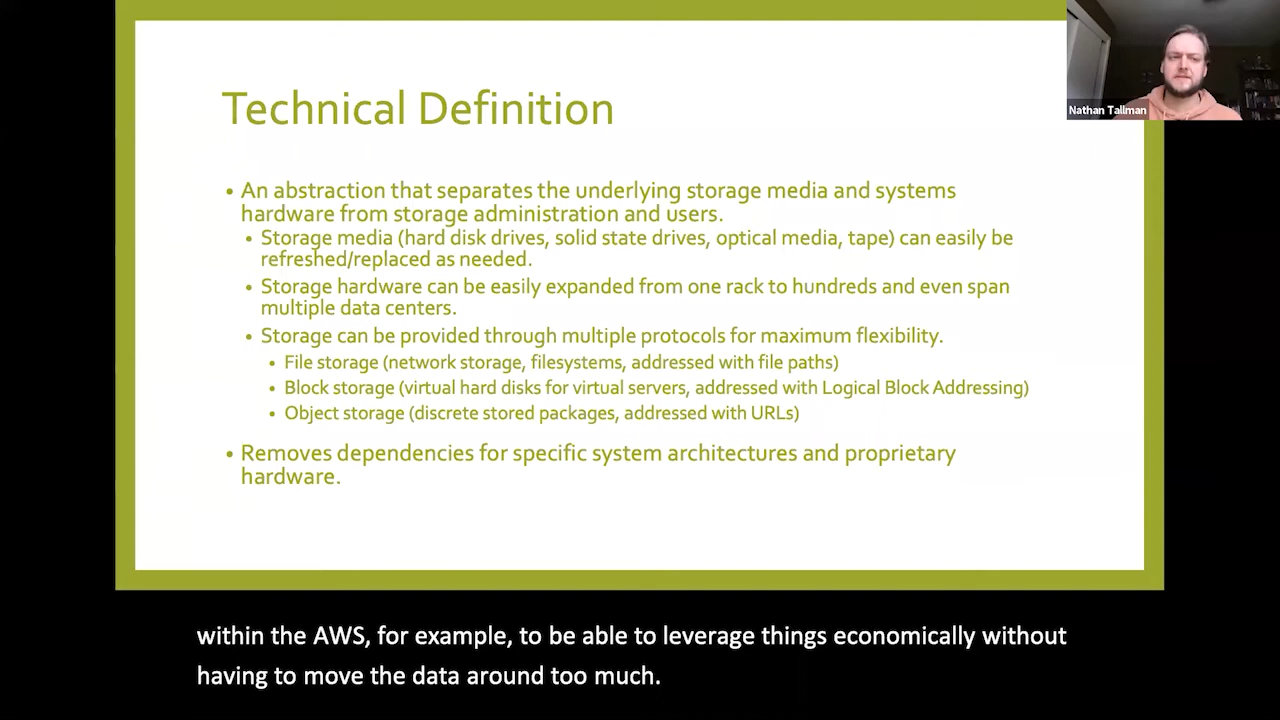 Technical Definition
Nathan Tallman
• An abstraction that separates the underlying storage media and systems
hardware from storage administration and users.
• Storage media (hard disk drives, solid state drives, optical media, tape) can easily be
refreshed/replaced as needed.
• Storage hardware can be easily expanded from one rack to hundreds and even span
multiple data centers.
• Storage can be provided through multiple protocols for maximum flexibility.
• File storage (network storage, filesystems, addressed with file paths)
• Block storage (virtual hard disks for virtual servers, addressed with Logical Block Addressing)
• Object storage (discrete stored packages, addressed with URLs)
• Removes dependencies for specific system architectures and proprietary
hardware.
within the AWS, for example, to be able to leverage things economically without
having to move the data around too much.